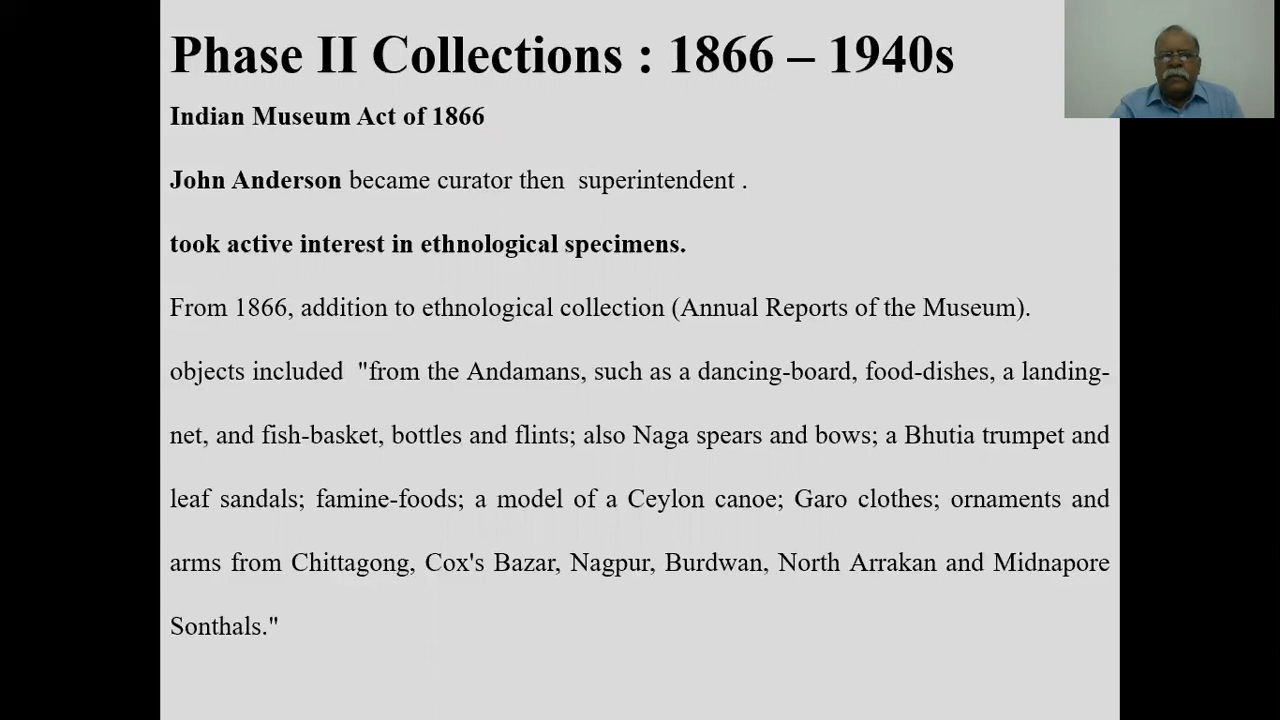 Phase II Collections : 1866 – 1940s
Indian Museum Act of 1866
John Anderson became curator then superintendent .
took active interest in ethnological specimens.
From 1866, addition to ethnological collection (Annual Reports of the Museum).
objects included "from the Andamans, such as a dancing-board, food-dishes, a landing-
net, and fish-basket, bottles and flints; also Naga spears and bows; a Bhutia trumpet and
leaf sandals; famine-foods; a model of a Ceylon canoe; Garo clothes; ornaments and
arms from Chittagong, Cox's Bazar, Nagpur, Burdwan, North Arrakan and Midnapore
Sonthals."